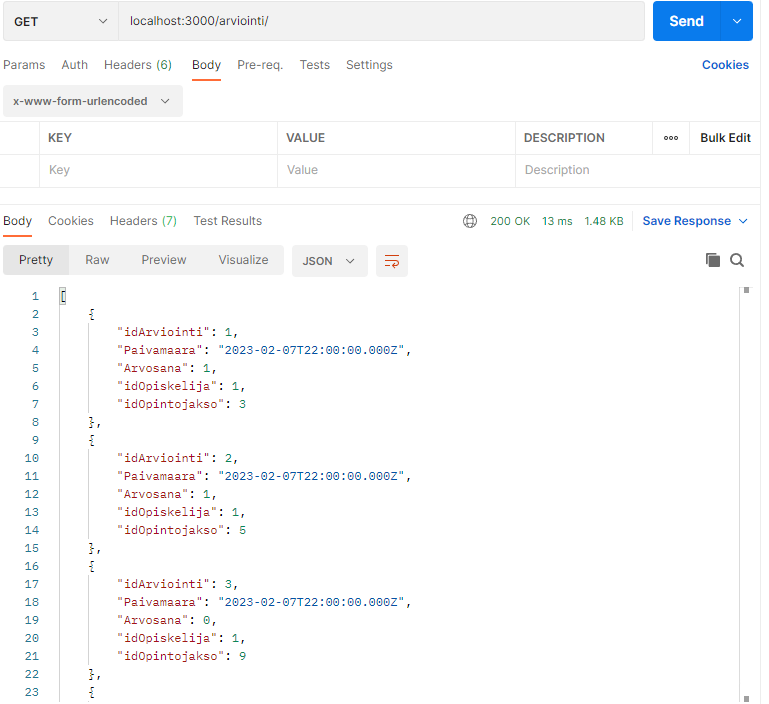 GET localhost:3000/arviointi/ Send
Params Auth Headers (6) Body Pre-req. Tests Settings Cookies
x-www-form-urlencoded
KEY VALUE DESCRIPTION ooo Bulk Edit
Key Value Description
Body Cookies Headers (7) Test Results 200 OK 13 ms 1.48 KB Save Response
Pretty Raw Preview Visualize JSON
1 [
2 {
3 "idArviointi": 1,
4 "Paivamaara": "2023-02-07T22:00:00.000Z",
5 "Arvosana": 1,
6 "idOpiskelija": 1,
7 "idOpintojakso": 3
8 },
9 {
10 "idArviointi": 2,
11 "Paivamaara": "2023-02-07T22:00:00.000Z",
12 "Arvosana": 1,
13 "idOpiskelija": 1,
14 "idOpintojakso": 5
15 },
16 {
17 "idArviointi": 3,
18 "Paivamaara": "2023-02-07T22:00:00.000Z",
19 "Arvosana": 0,
20 "idOpiskelija": 1,
21 "idOpintojakso": 9
22 },
23 {